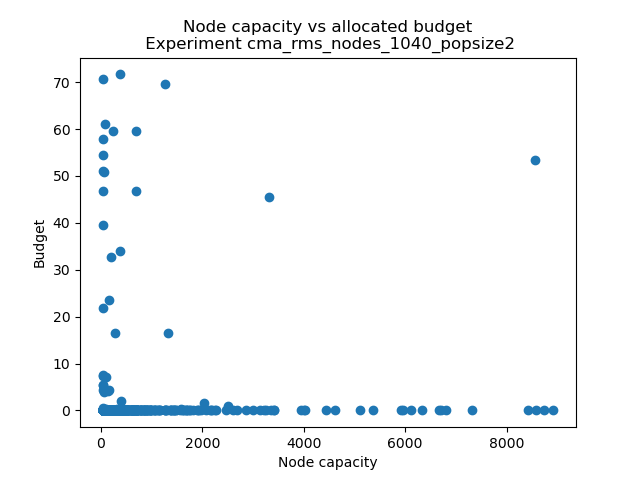 Node capacity vs allocated budget
Experiment cma_rms_nodes_1040_popsize2
70
60
50
40
30
20
10
0
Budget
0 2000 4000 6000 8000
Node capacity